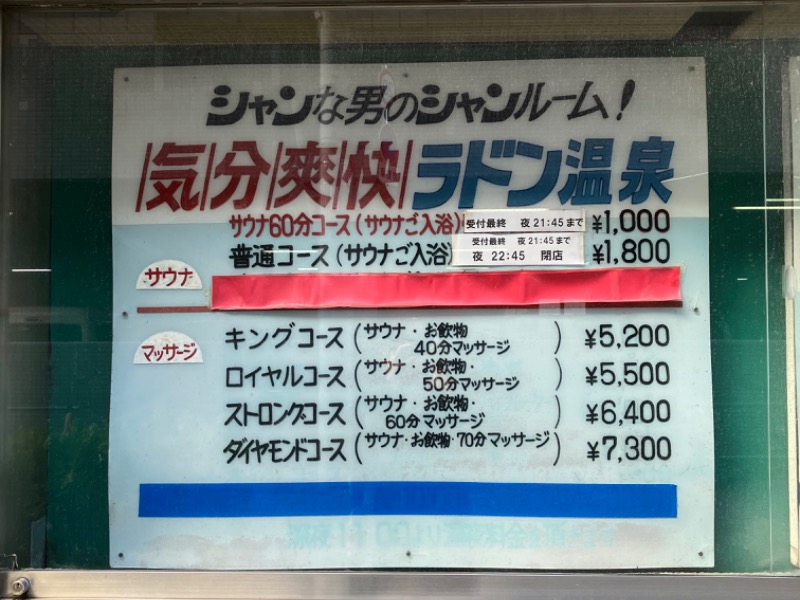 シャンな男のシャンルーム!
気分爽快 ラドン温泉
サウナ60分コース(サウナご入浴) 受付最終 夜21:45まで ¥1,000
普通コース(サウナご入浴) 受付最終 夜21:45まで 夜 22:45 閉店 ¥1,800
サウナ
マッサージ
キングコース(サウナ・お飲物 40分マッサージ) ¥5,200
ロイヤルコース(サウナ・お飲物・50分マッサージ) ¥5,500
ストロングコース(サウナ・お飲物・60分マッサージ) ¥6,400
ダイヤモンドコース(サウナ・お飲物・70分マッサージ) ¥7,300